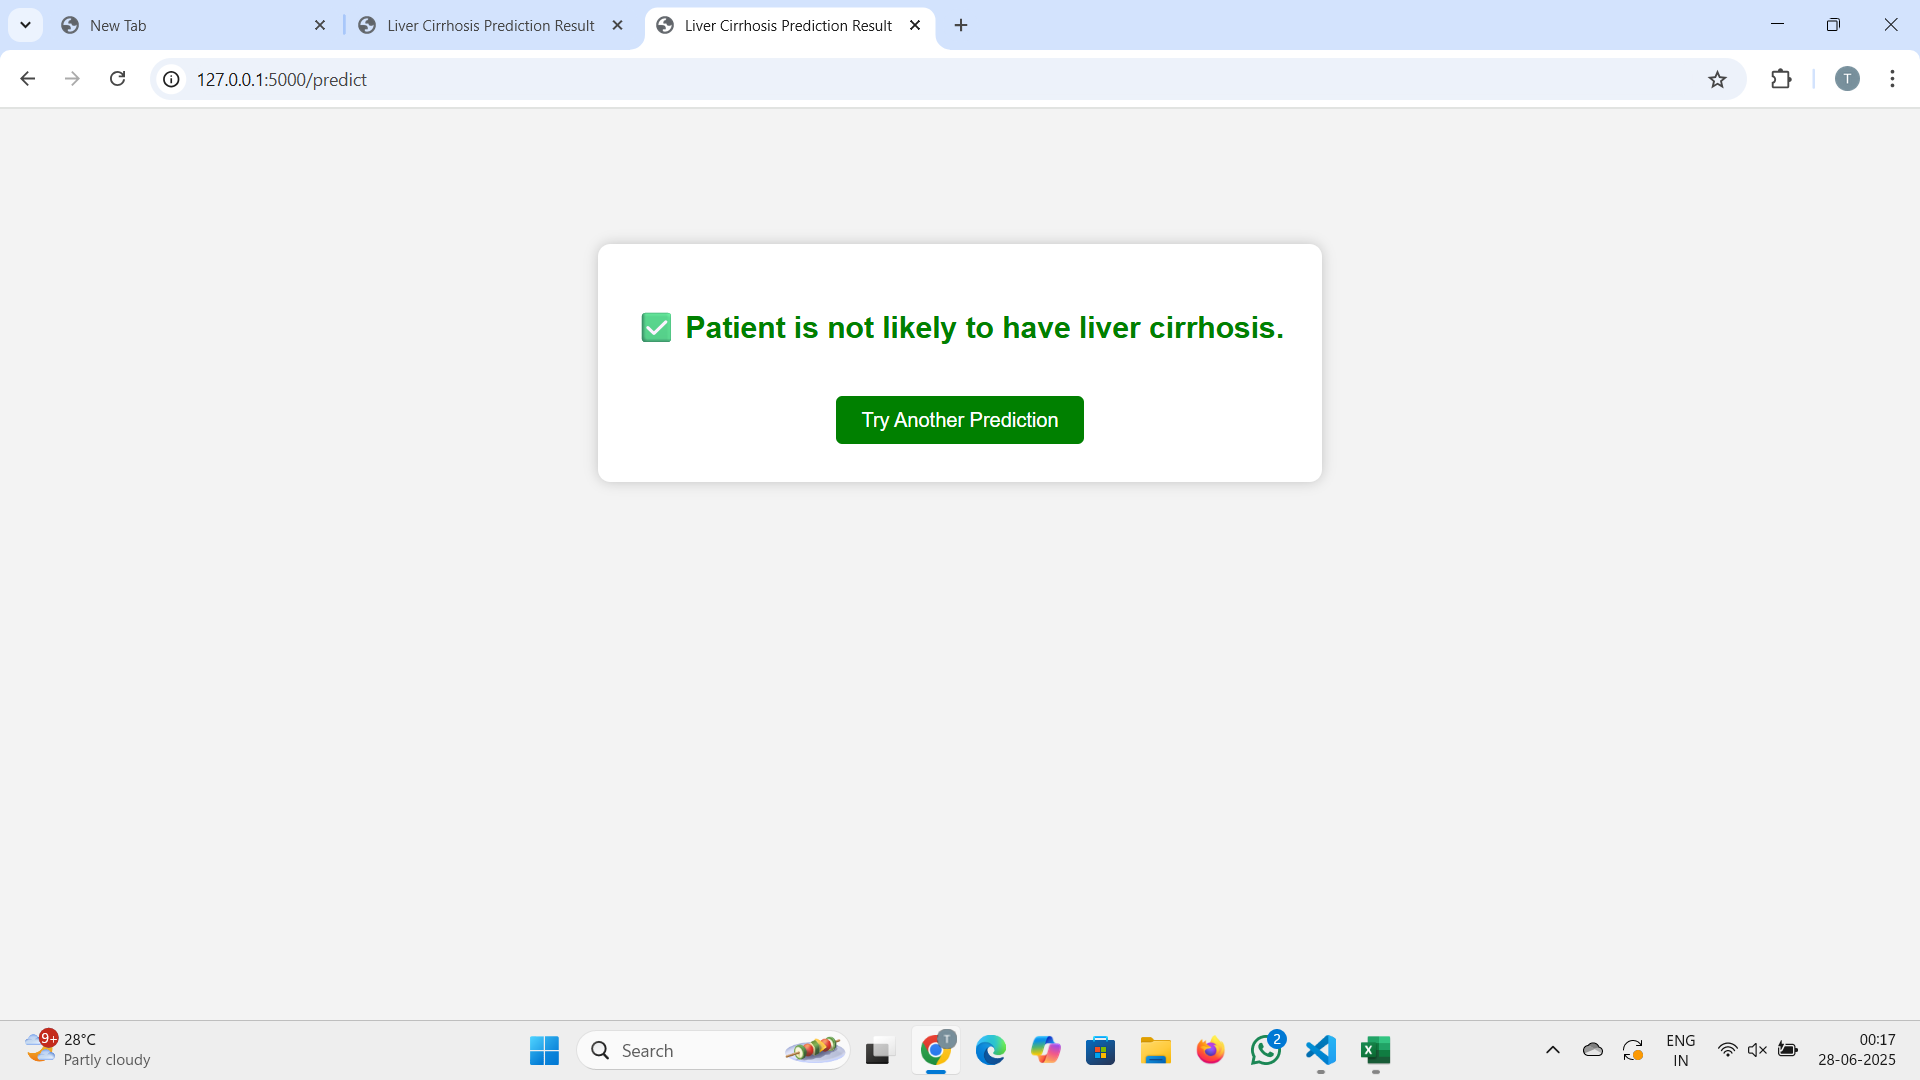 New Tab
Liver Cirrhosis Prediction Result
Liver Cirrhosis Prediction Result
127.0.0.1:5000/predict
T
✅ Patient is not likely to have liver cirrhosis.
Try Another Prediction
9+
28°C
Partly cloudy
Search
T
2
ENG
IN
00:17
28-06-2025